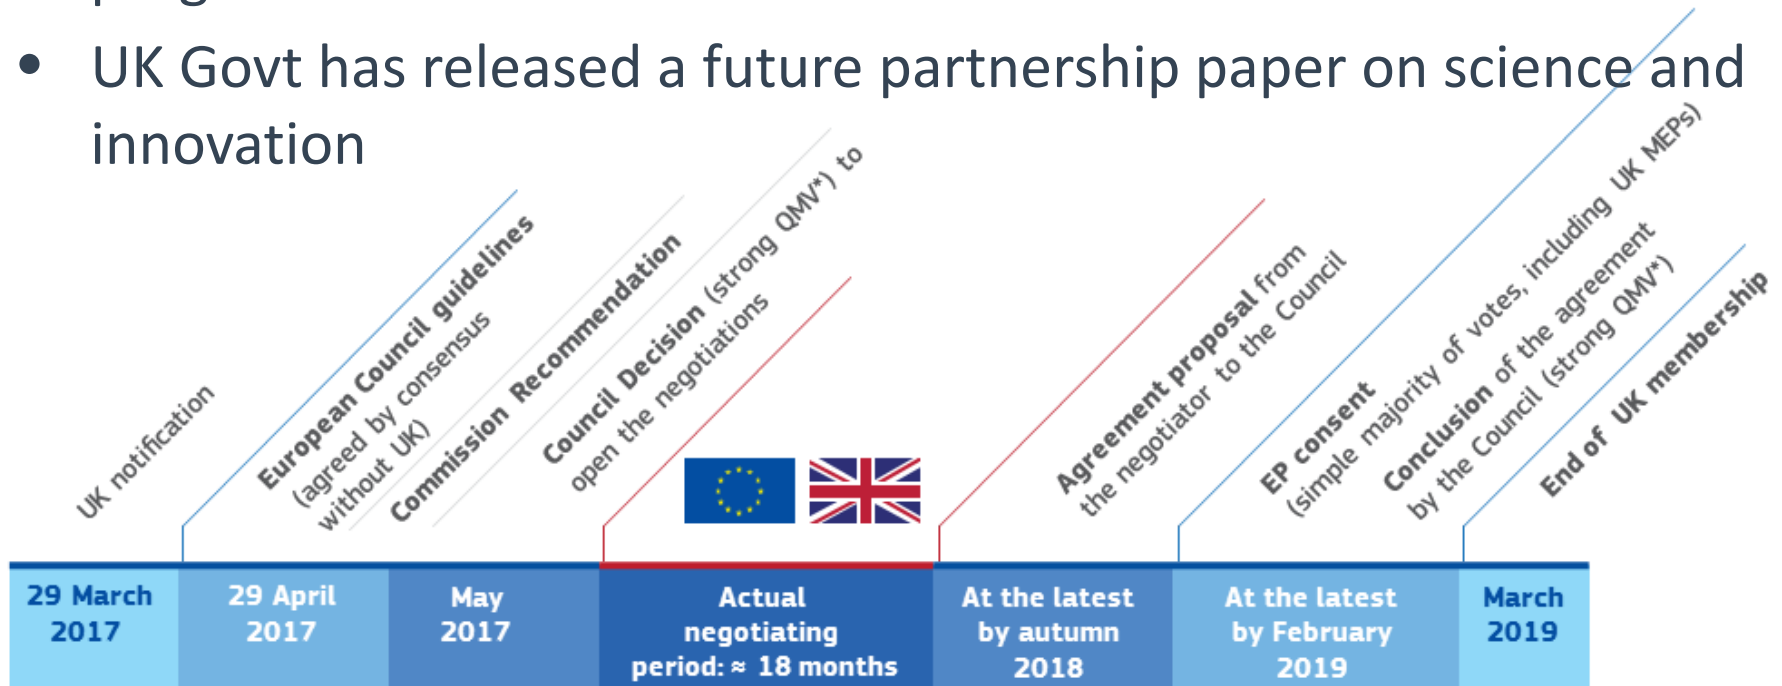 • UK Govt has released a future partnership paper on science and
innovation
UK notification
European Council guidelines
(agreed by consensus
without UK)
Commission Recommendation
Council Decision (strong QMV*) to
open the negotiations
Agreement proposal from
the negotiator to the Council
EP consent
(simple majority of votes, including UK MEPs)
Conclusion of the agreement
by the Council (strong QMV*)
End of UK membership
29 March
2017
29 April
2017
May
2017
Actual
negotiating
period: ≈ 18 months
At the latest
by autumn
2018
At the latest
by February
2019
March
2019